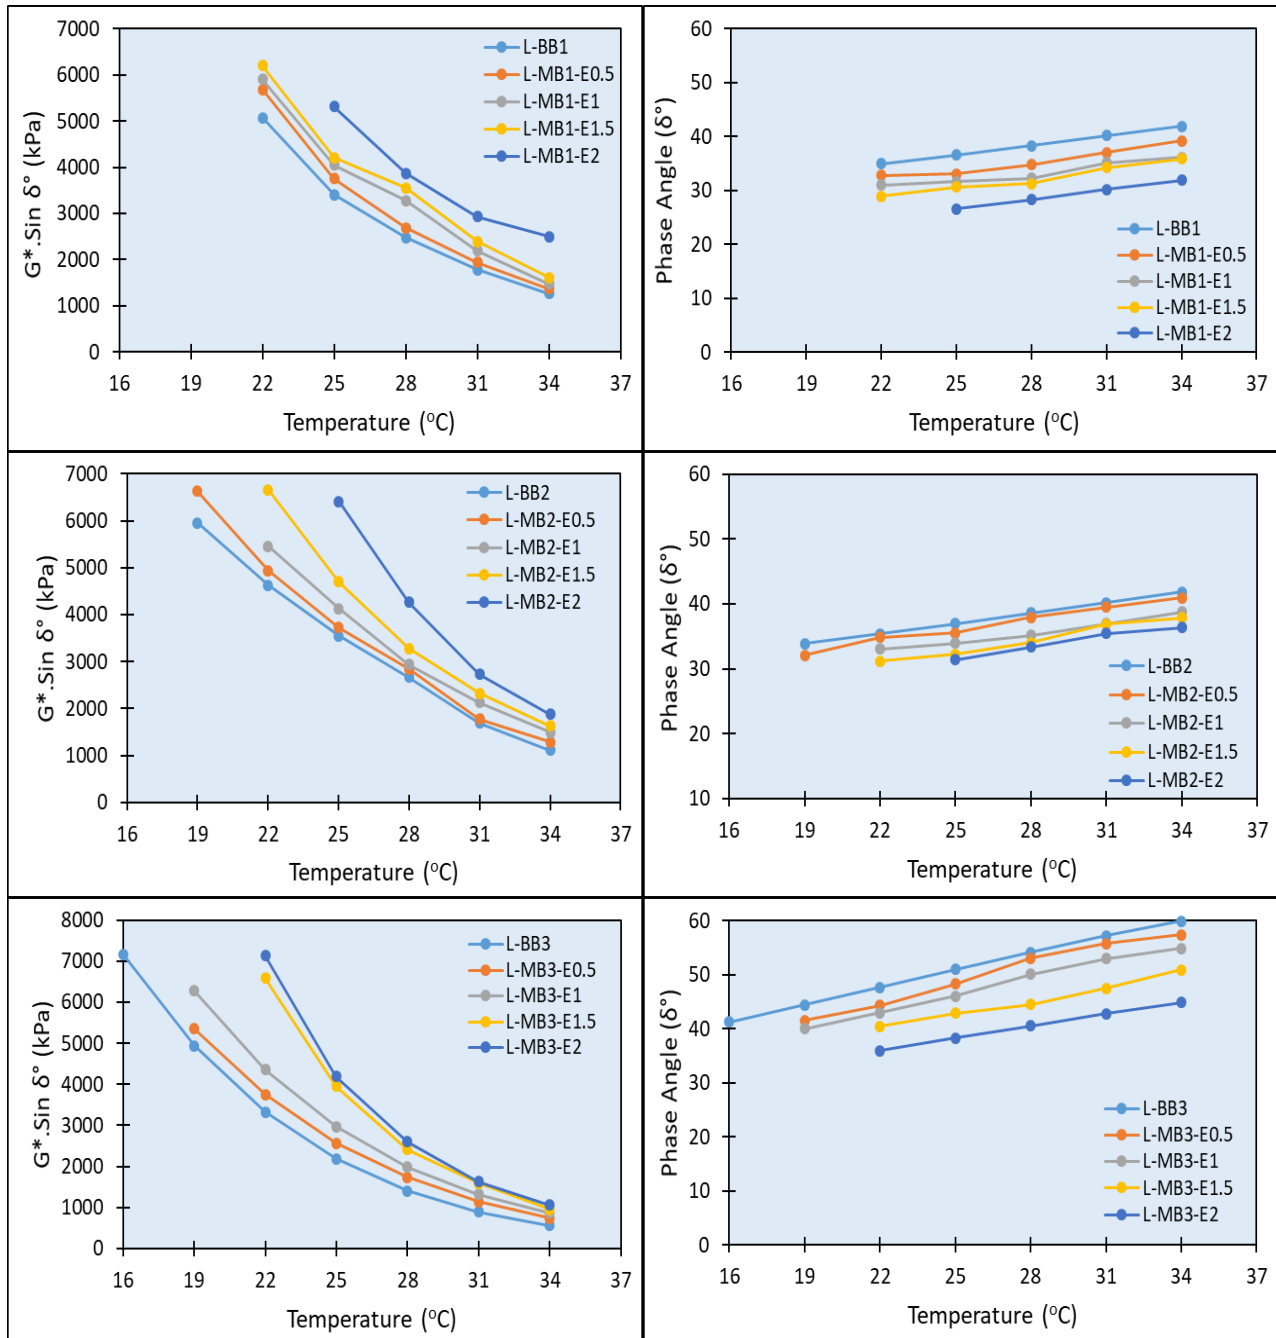 7000
6000
5000
4000
3000
2000
1000
0
G*.Sin δ° (kPa)
L-BB1
L-MB1-E0.5
L-MB1-E1
L-MB1-E1.5
L-MB1-E2
16 19 22 25 28 31 34 37
Temperature (⁰C)
60
50
40
30
20
10
0
Phase Angle (δ°)
L-BB1
L-MB1-E0.5
L-MB1-E1
L-MB1-E1.5
L-MB1-E2
16 19 22 25 28 31 34 37
Temperature (⁰C)
7000
6000
5000
4000
3000
2000
1000
0
G*.Sin δ° (kPa)
L-BB2
L-MB2-E0.5
L-MB2-E1
L-MB2-E1.5
L-MB2-E2
16 19 22 25 28 31 34 37
Temperature (⁰C)
60
50
40
30
20
10
Phase Angle (δ°)
L-BB2
L-MB2-E0.5
L-MB2-E1
L-MB2-E1.5
L-MB2-E2
16 19 22 25 28 31 34 37
Temperature (⁰C)
8000
7000
6000
5000
4000
3000
2000
1000
0
G*.Sin δ° (kPa)
L-BB3
L-MB3-E0.5
L-MB3-E1
L-MB3-E1.5
L-MB3-E2
16 19 22 25 28 31 34 37
Temperature (⁰C)
60
50
40
30
20
10
0
Phase Angle (δ°)
L-BB3
L-MB3-E0.5
L-MB3-E1
L-MB3-E1.5
L-MB3-E2
16 19 22 25 28 31 34 37
Temperature (⁰C)